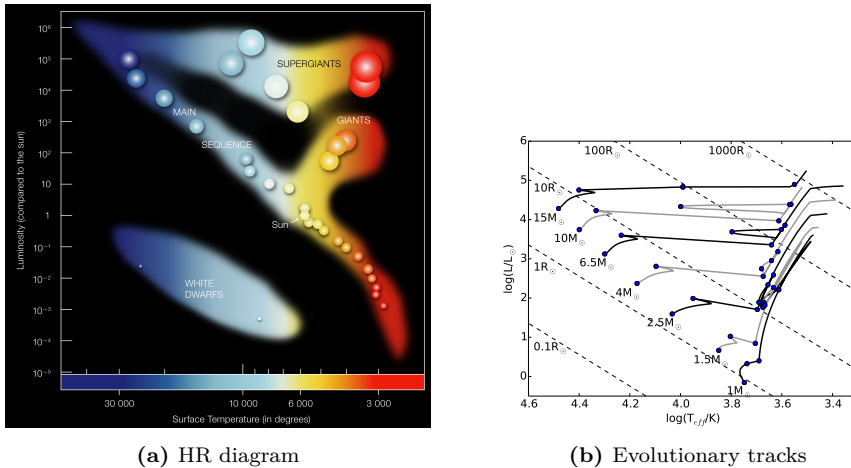 Luminosity (compared to the sun)
10⁶
10⁵
10⁴
10³
10²
10
1
10⁻¹
10⁻²
10⁻³
10⁻⁴
10⁻⁵
SUPERGIANTS
MAIN
GIANTS
SEQUENCE
Sun
WHITE
DWARFS
30 000
10 000
6 000
3 000
Surface Temperature (in degrees)
(a) HR diagram
log(L/L☉)
6
5
4
3
2
1
0
100R☉
1000R☉
10R☉
15M☉
10M☉
1R☉
6.5M☉
4M☉
2.5M☉
0.1R☉
1.5M☉
1M☉
4.6
4.4
4.2
4.0
3.8
3.6
3.4
log(T_eff/K)
(b) Evolutionary tracks